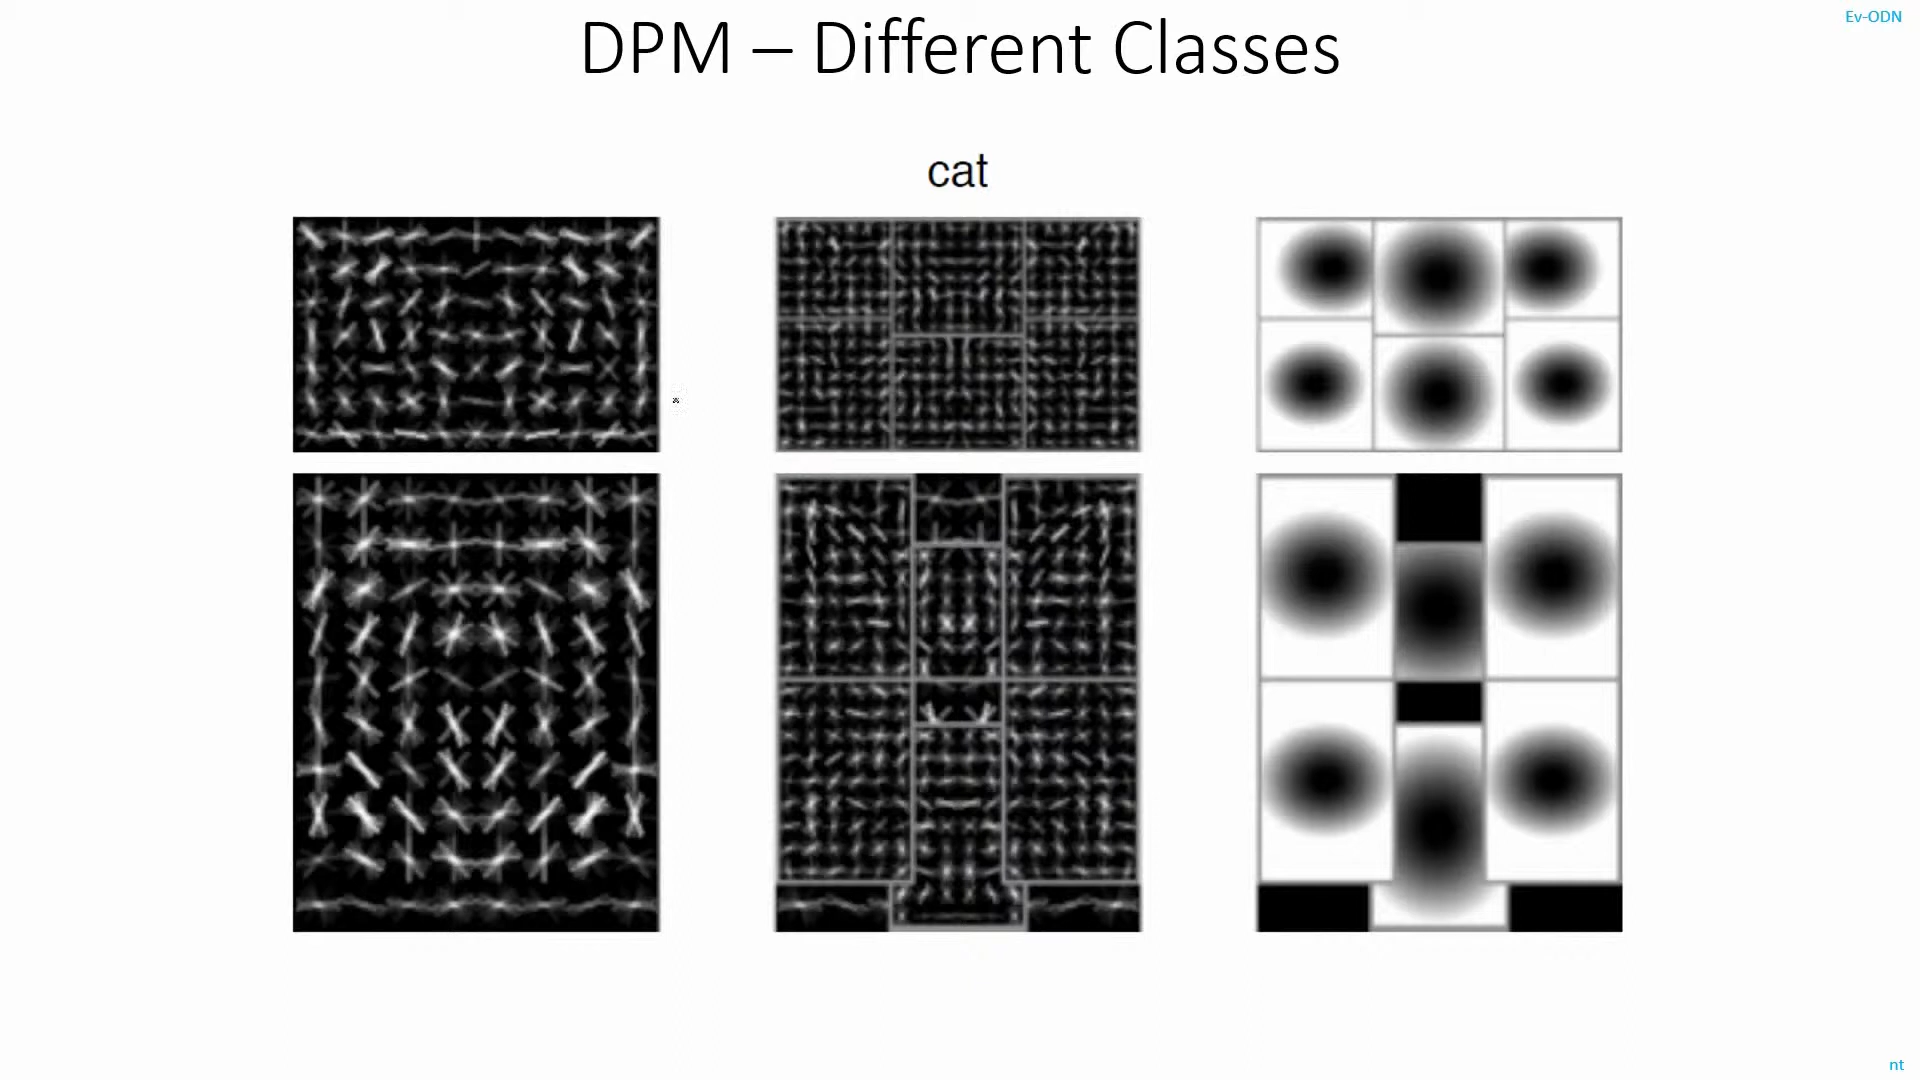 Ev-ODN
DPM – Different Classes
cat
nt